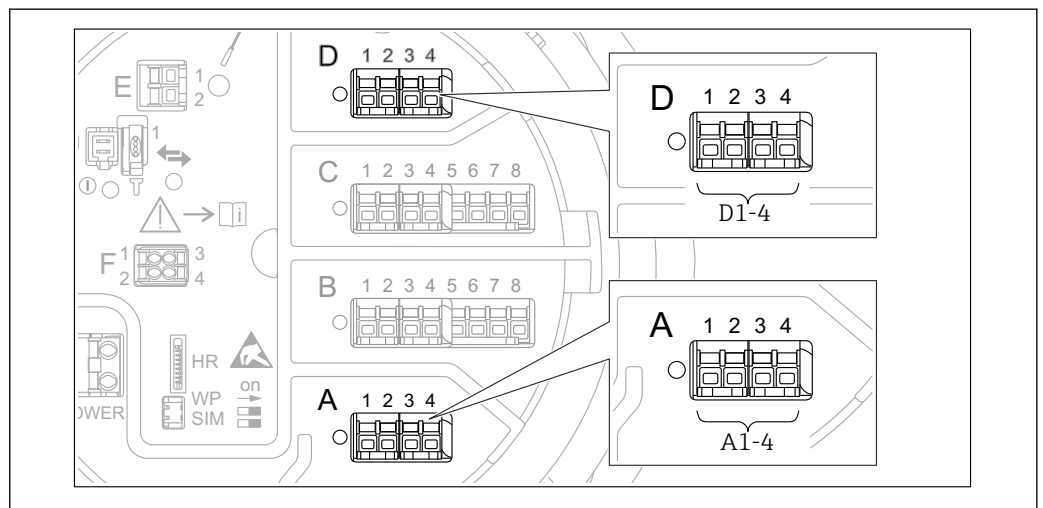 D 1 2 3 4
E 1
2
1
C 1 2 3 4 5 6 7 8
i
F 1 3
2 4
B 1 2 3 4 5 6 7 8
HR
WP on
SIM
OWER
A 1 2 3 4
D 1 2 3 4
D1-4
A 1 2 3 4
A1-4